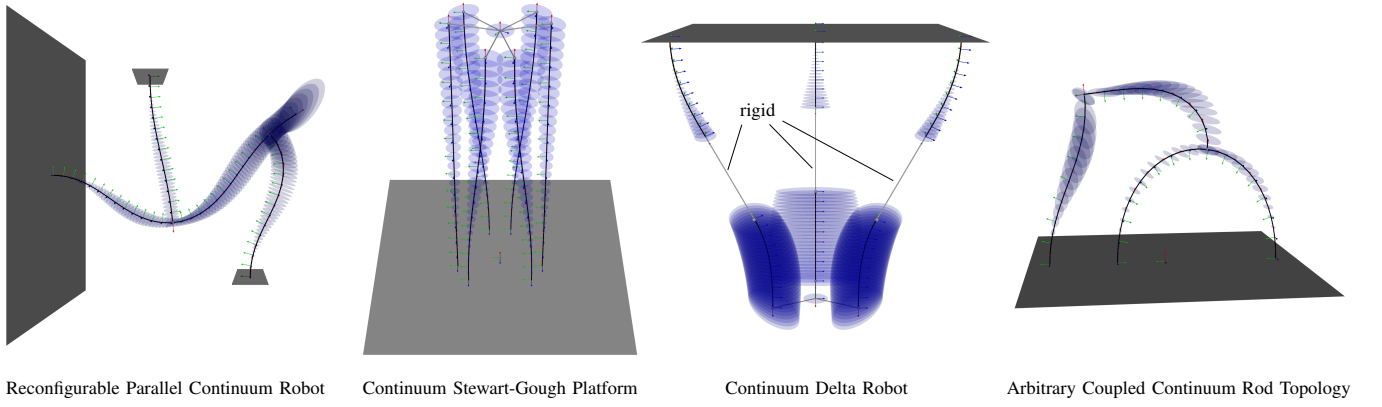 rigid
Reconfigurable Parallel Continuum Robot
Continuum Stewart-Gough Platform
Continuum Delta Robot
Arbitrary Coupled Continuum Rod Topology